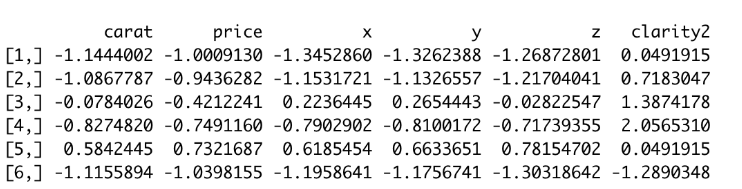 carat price x y z clarity2
[1,] -1.1444002 -1.0009130 -1.3452860 -1.3262388 -1.26872801 0.0491915
[2,] -1.0867787 -0.9436282 -1.1531721 -1.1326557 -1.21704041 0.7183047
[3,] -0.0784026 -0.4212241 0.2236445 0.2654443 -0.02822547 1.3874178
[4,] -0.8274820 -0.7491160 -0.7902902 -0.8100172 -0.71739355 2.0565310
[5,] 0.5842445 0.7321687 0.6185454 0.6633651 0.78154702 0.0491915
[6,] -1.1155894 -1.0398155 -1.1958641 -1.1756741 -1.30318642 -1.2890348